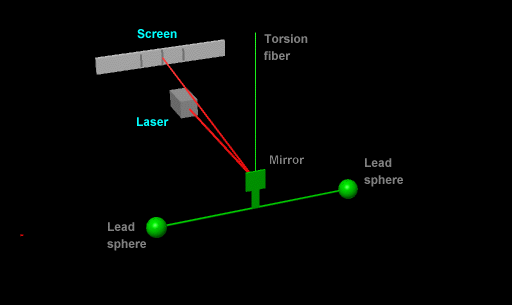 Screen
Torsion
fiber
Laser
Mirror
Lead
sphere
Lead
sphere